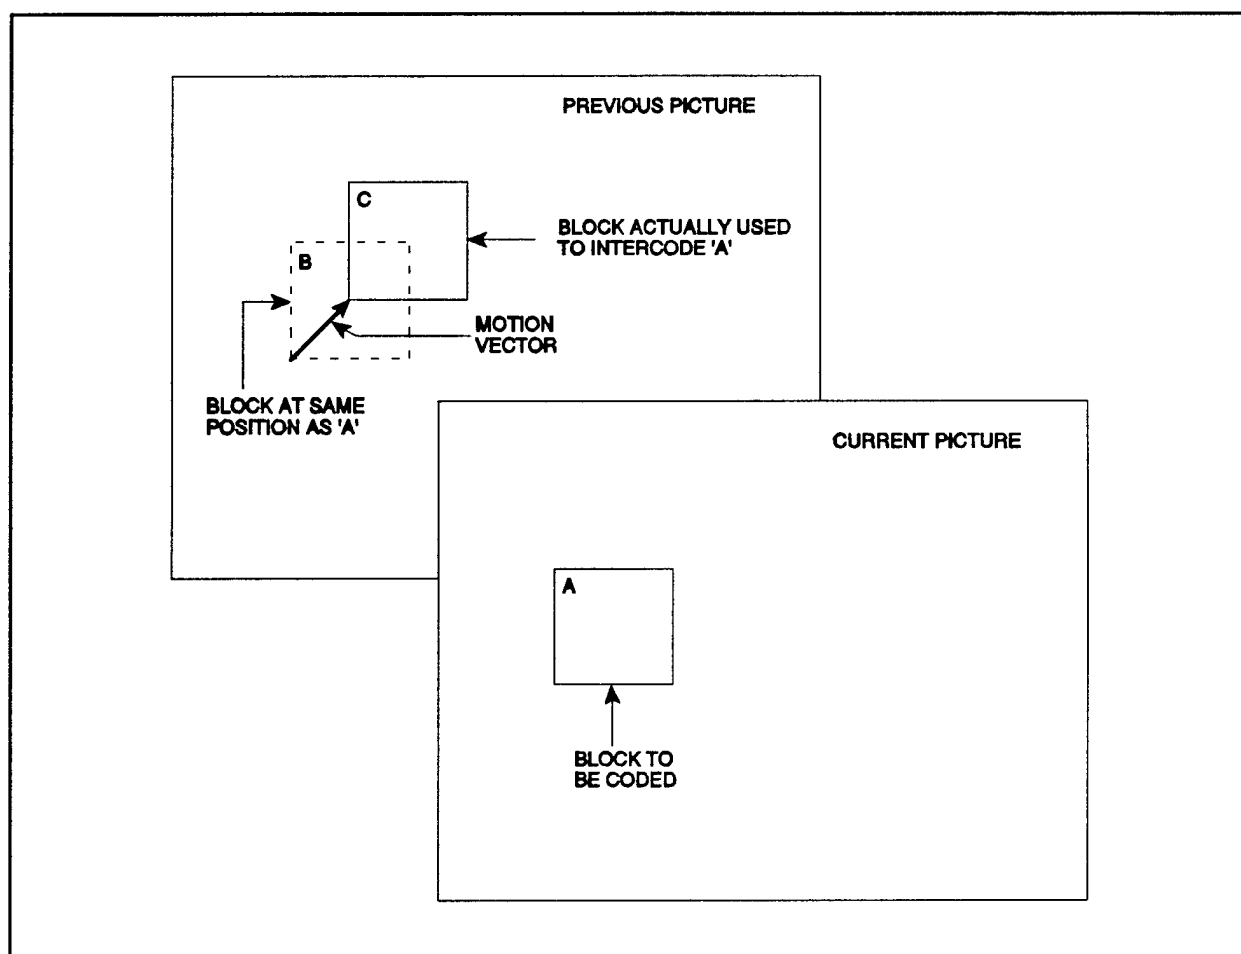 PREVIOUS PICTURE
C
BLOCK ACTUALLY USED
TO INTERCODE 'A'
B
MOTION
VECTOR
BLOCK AT SAME
POSITION AS 'A'
CURRENT PICTURE
A
BLOCK TO
BE CODED